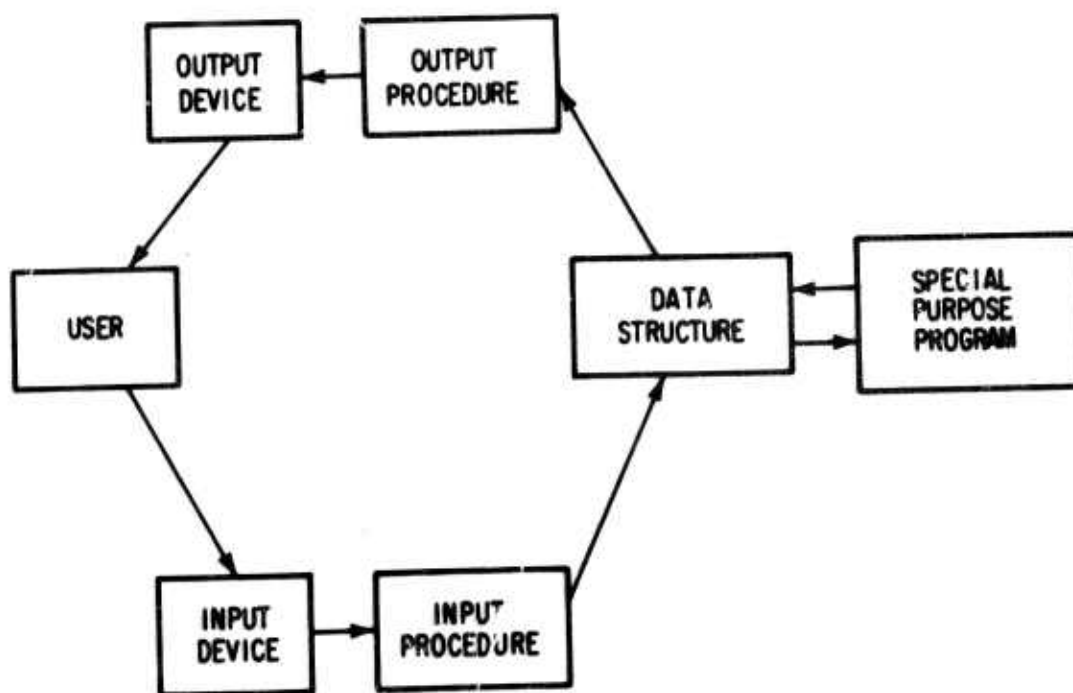 OUTPUT
DEVICE
OUTPUT
PROCEDURE
USER
DATA
STRUCTURE
SPECIAL
PURPOSE
PROGRAM
INPUT
DEVICE
INPUT
PROCEDURE